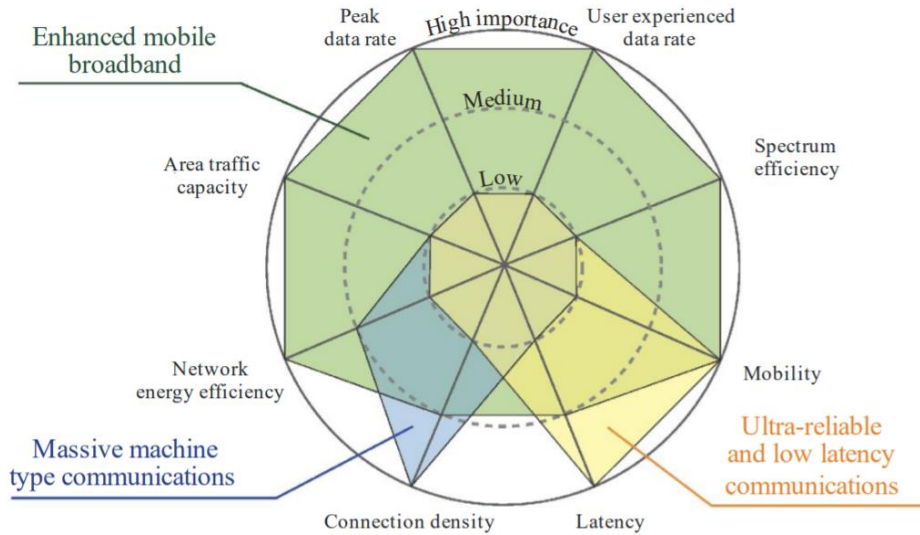 Peak
data rate
High importance
User experienced
data rate
Enhanced mobile
broadband
Medium
Area traffic
capacity
Low
Spectrum
efficiency
Network
energy efficiency
Mobility
Massive machine
type communications
Ultra-reliable
and low latency
communications
Connection density
Latency